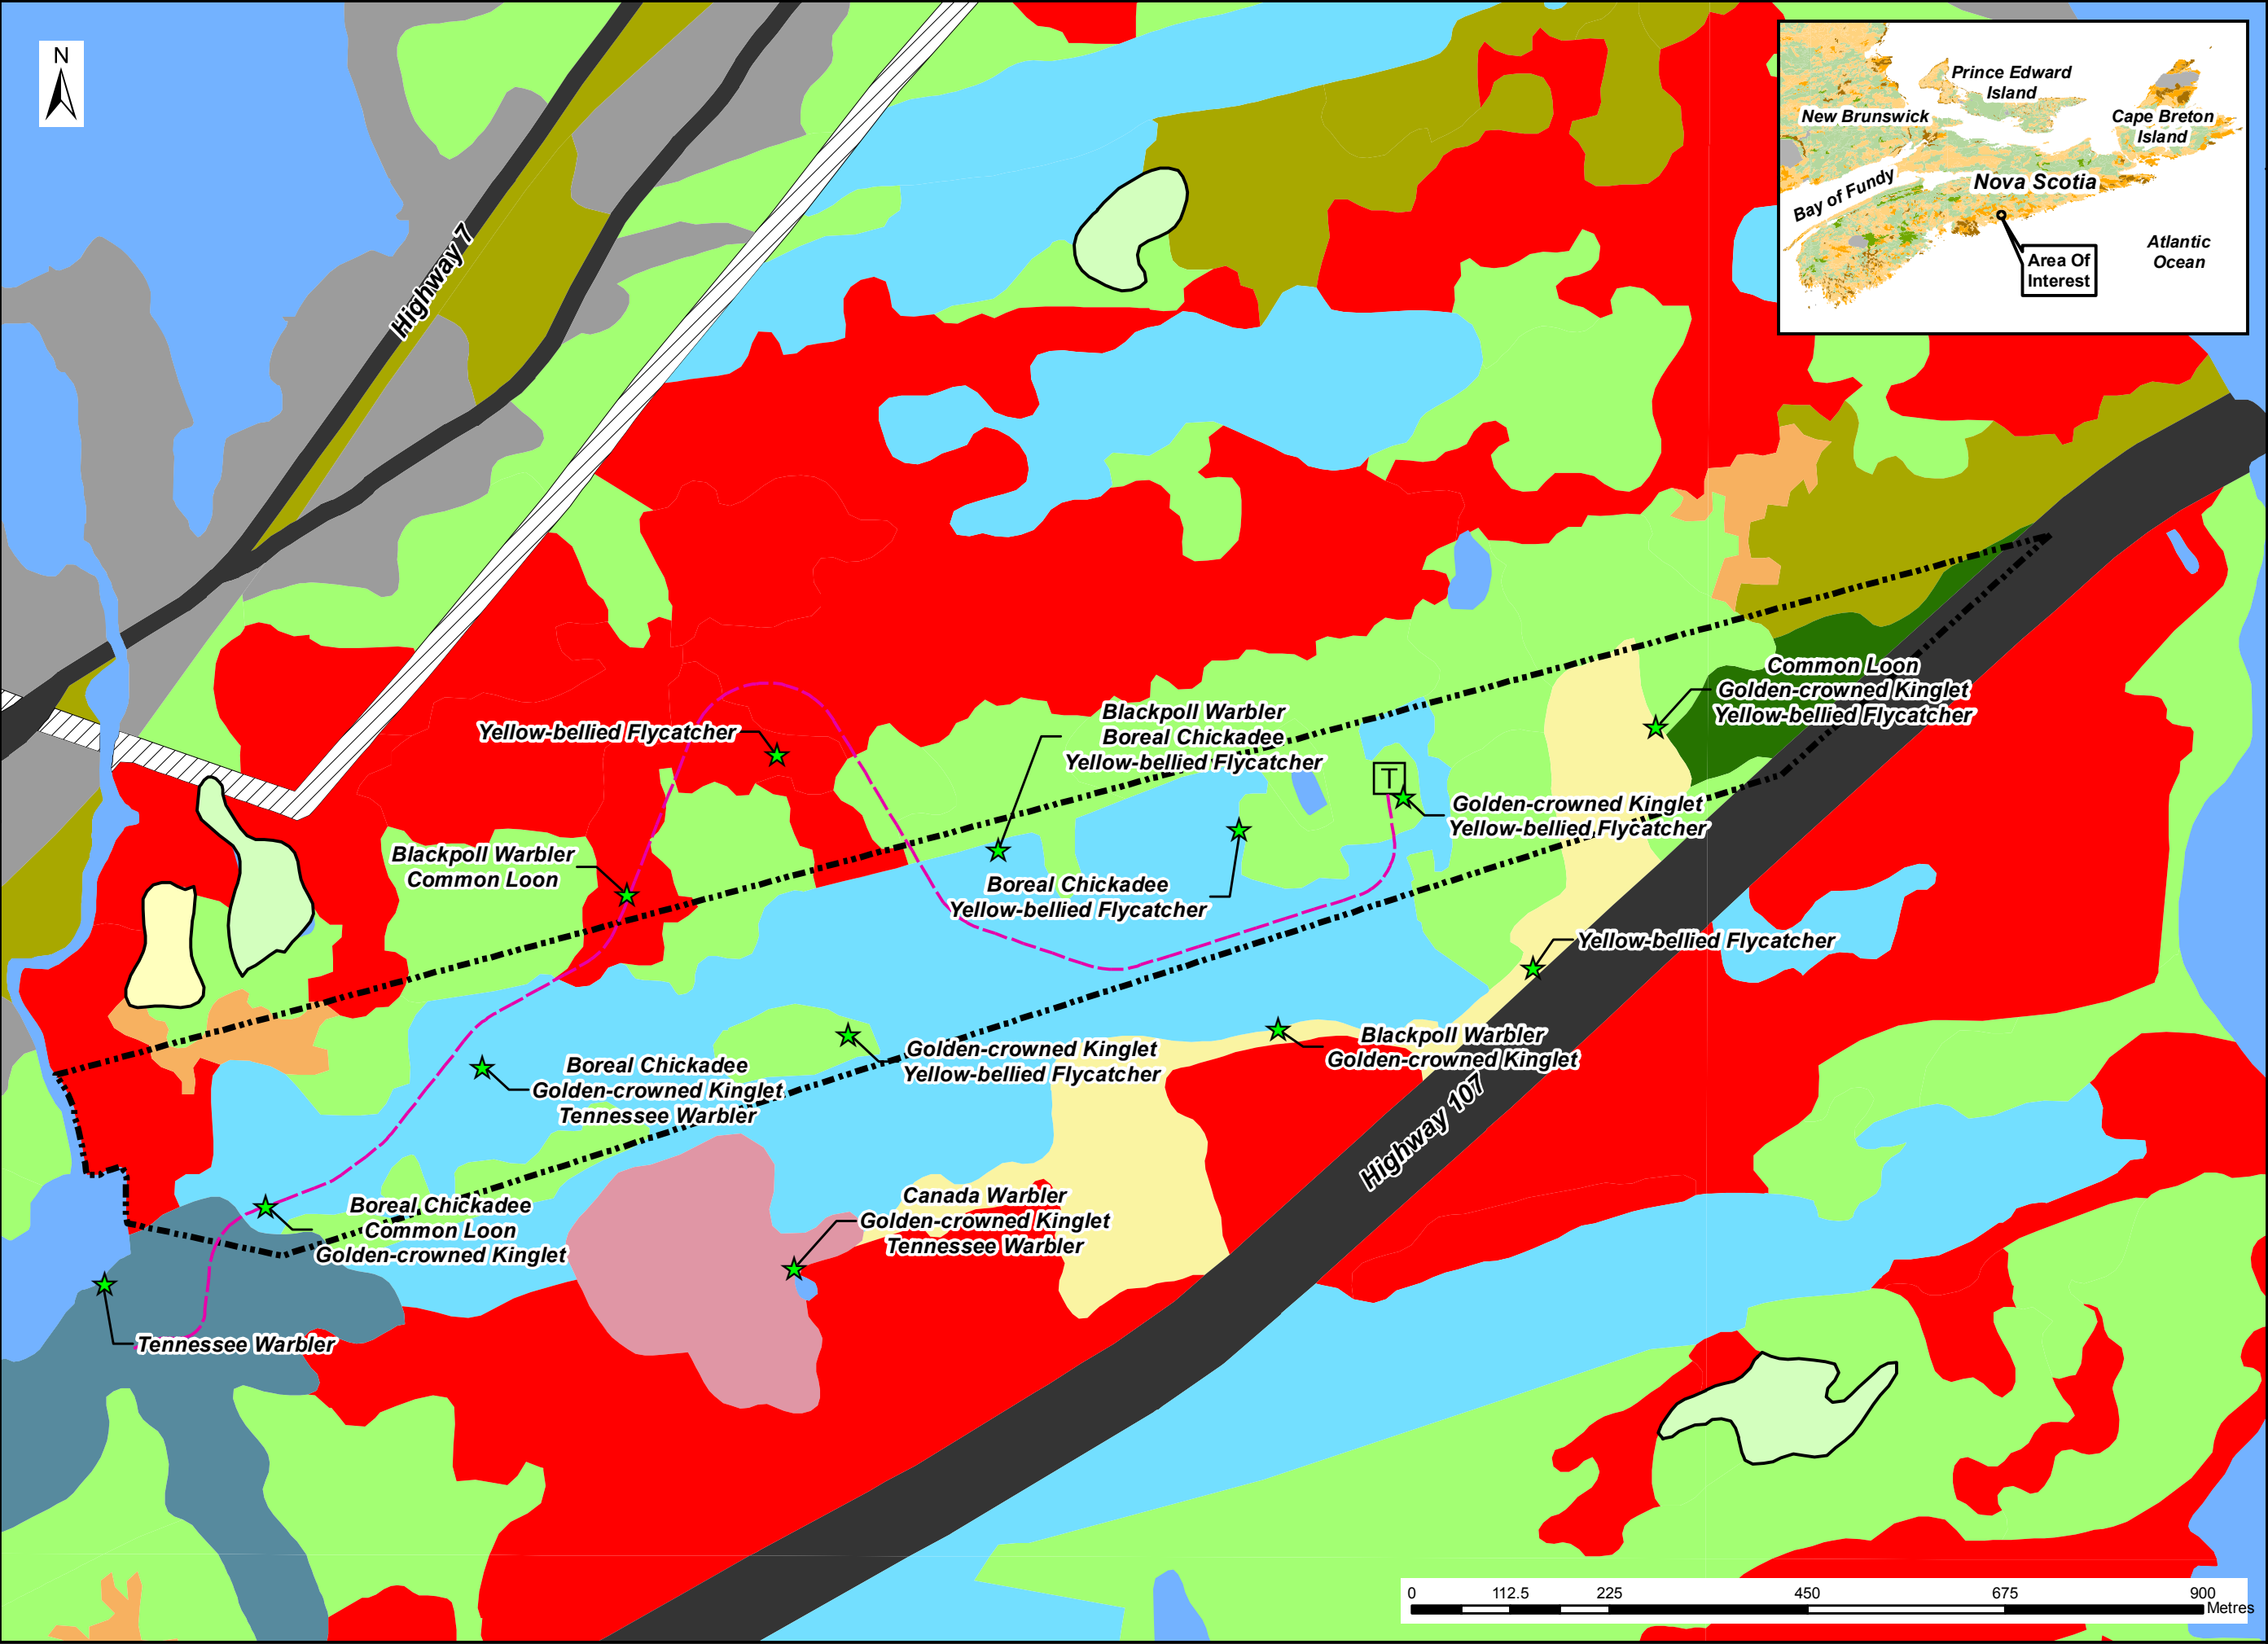 N
Highway 7
Prince Edward
Island
New Brunswick
Cape Breton
Island
Bay of Fundy
Nova Scotia
Atlantic
Ocean
Area Of
Interest
Common Loon
Golden-crowned Kinglet
Yellow-bellied Flycatcher
Blackpoll Warbler
Boreal Chickadee
Yellow-bellied Flycatcher
Yellow-bellied Flycatcher
T
Golden-crowned Kinglet
Yellow-bellied Flycatcher
Blackpoll Warbler
Common Loon
Boreal Chickadee
Yellow-bellied Flycatcher
Yellow-bellied Flycatcher
Blackpoll Warbler
Golden-crowned Kinglet
Golden-crowned Kinglet
Yellow-bellied Flycatcher
Boreal Chickadee
Golden-crowned Kinglet
Tennessee Warbler
Highway 107
Canada Warbler
Golden-crowned Kinglet
Tennessee Warbler
Boreal Chickadee
Common Loon
Golden-crowned Kinglet
Tennessee Warbler
0 112.5 225 450 675 900
Metres